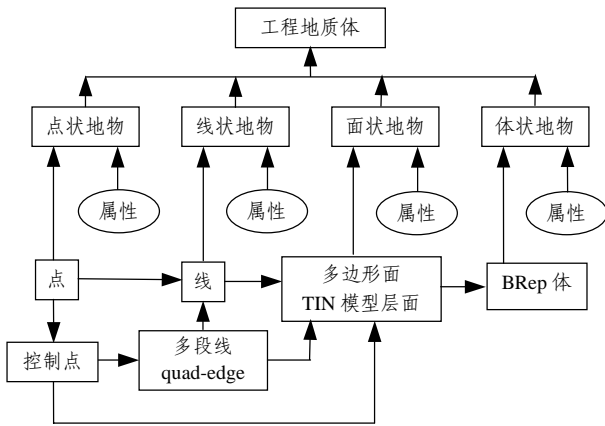 工程地质体
点状地物
线状地物
面状地物
体状地物
属性
属性
属性
属性
点
线
多边形面
TIN 模型层面
BRep 体
控制点
多段线
quad-edge